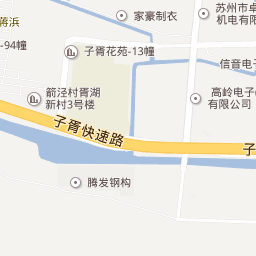 蒋浜
家豪制衣
苏州市卓
机电有限
-94幢
子胥花苑-13幢
信音电子
箭泾村胥湖
新村3号楼
高岭电子(
有限公司
子胥快速路
子
腾发钢构